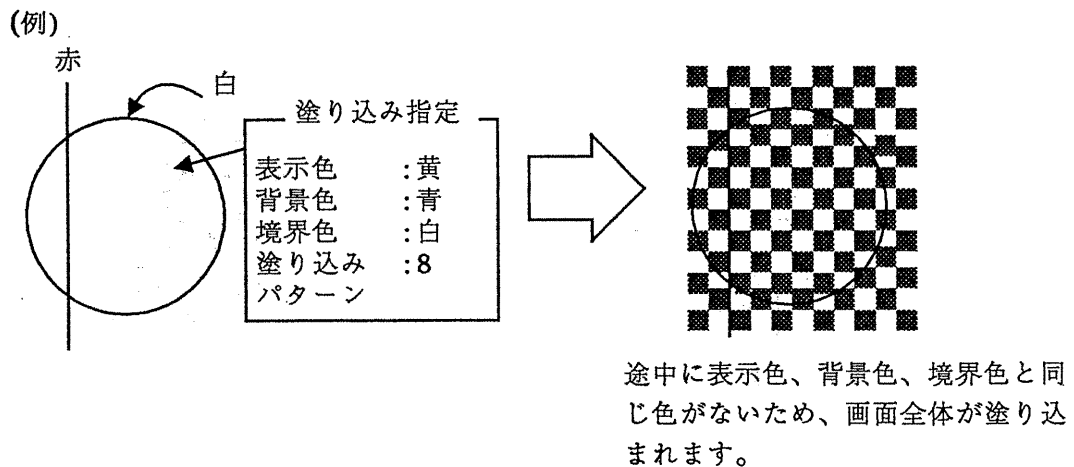 (例)
赤
白
塗り込み指定
表示色 :黄
背景色 :青
境界色 :白
塗り込み :8
パターン
途中に表示色、背景色、境界色と同
じ色がないため、画面全体が塗り込
まれます。